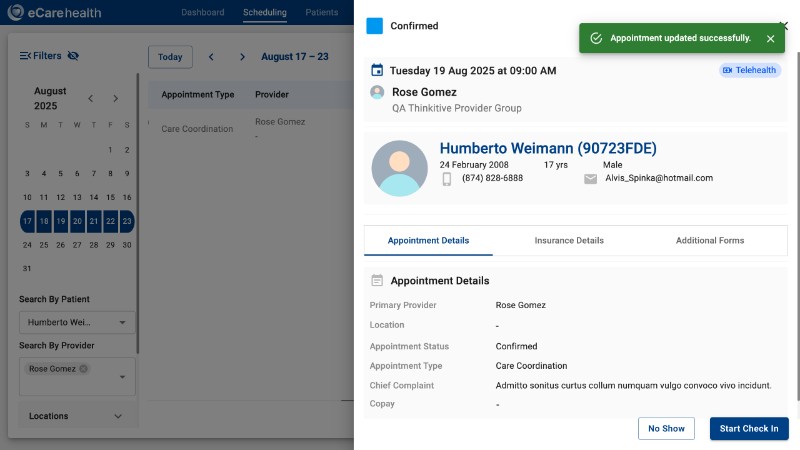 eCarehealth
Dashboard
Scheduling
Patients
Filters
Today
August 17 – 23
August
2025
S M T W T F S
1 2
3 4 5 6 7 8 9
10 11 12 13 14 15 16
17 18 19 20 21 22 23
24 25 26 27 28 29 30
31
Appointment Type
Provider
Care Coordination
Rose Gomez
-
Search By Patient
Humberto Wei...
Search By Provider
Rose Gomez
Locations
Confirmed
Appointment updated successfully.
Tuesday 19 Aug 2025 at 09:00 AM
Telehealth
Rose Gomez
QA Thinkitive Provider Group
Humberto Weimann (90723FDE)
24 February 2008 17 yrs Male
(874) 828-6888 Alvis_Spinka@hotmail.com
Appointment Details
Insurance Details
Additional Forms
Appointment Details
Primary Provider Rose Gomez
Location -
Appointment Status Confirmed
Appointment Type Care Coordination
Chief Complaint Admitto sonitus curtus collum numquam vulgo convoco vivo incidunt.
Copay -
No Show
Start Check In